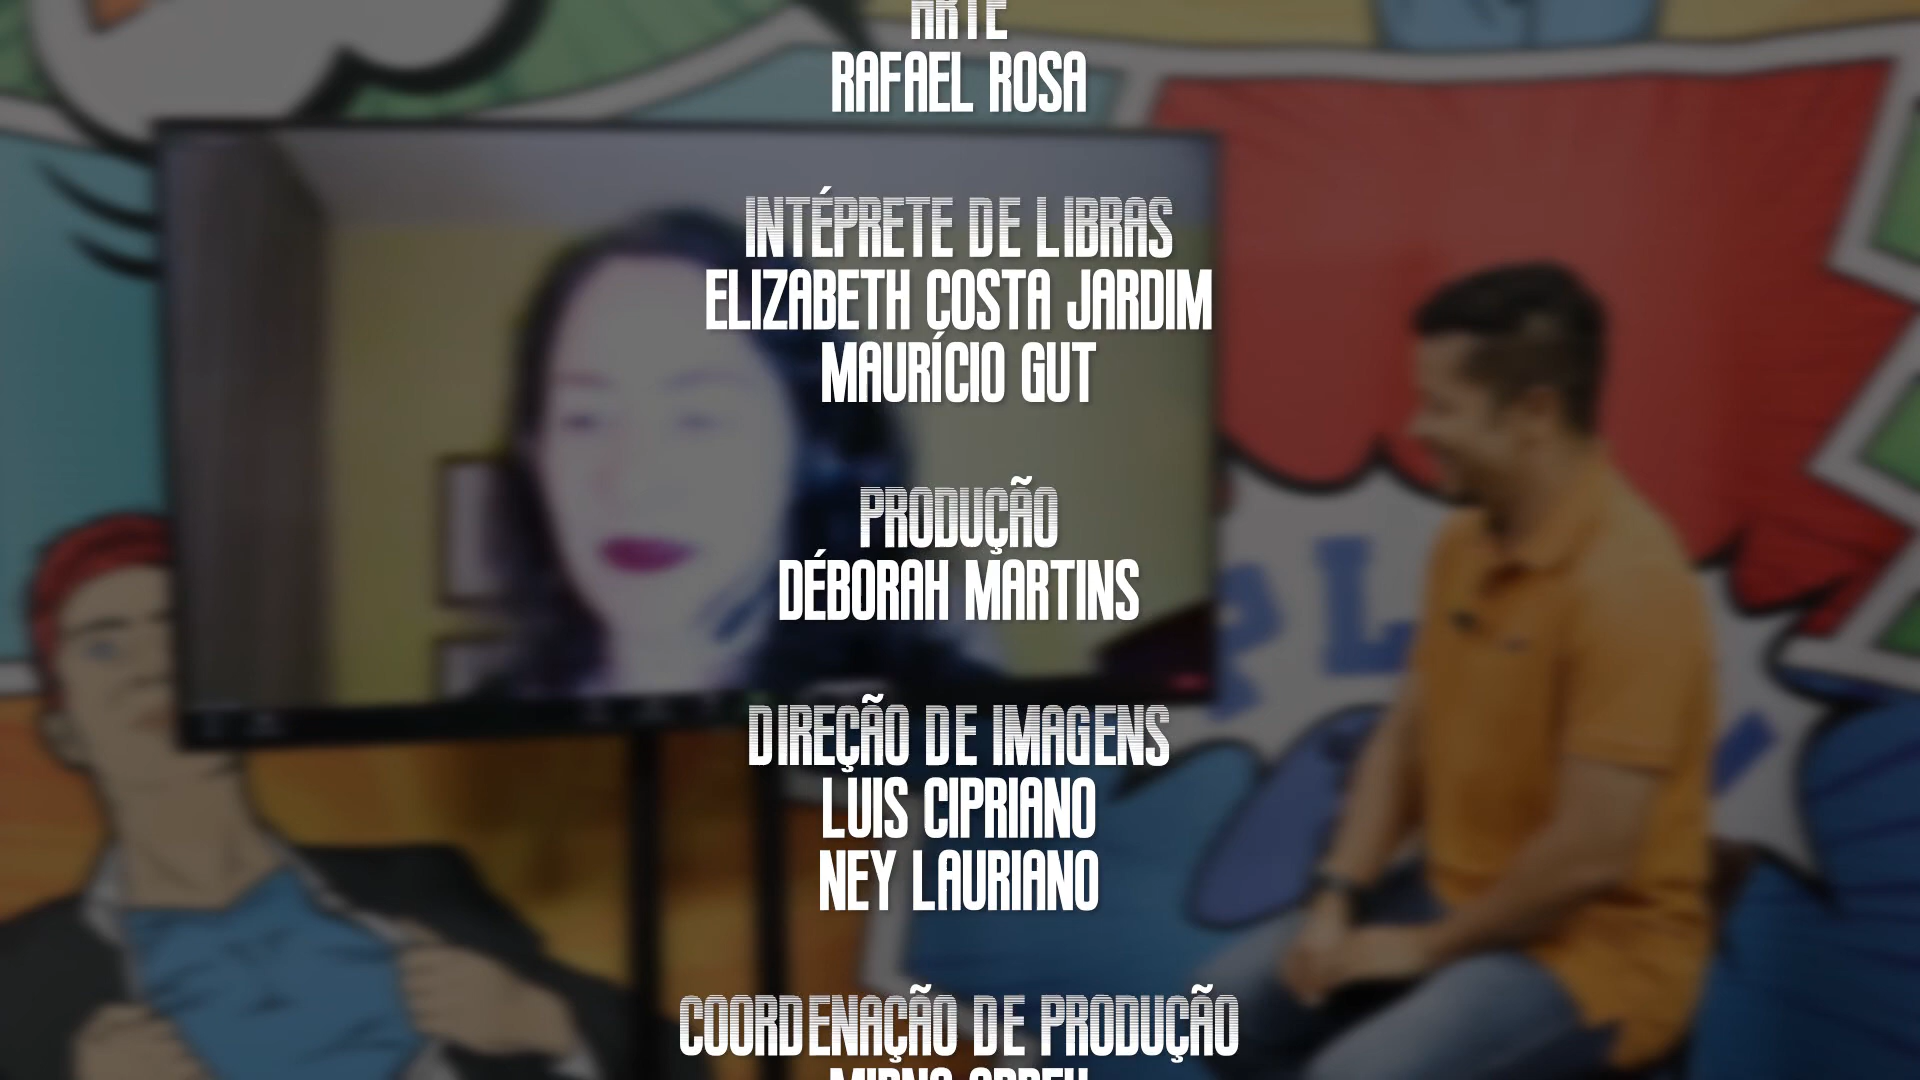 ARTE
RAFAEL ROSA
INTÉPRETE DE LIBRAS
ELIZABETH COSTA JARDIM
MAURÍCIO GUT
PRODUÇÃO
DÉBORAH MARTINS
DIREÇÃO DE IMAGENS
LUIS CIPRIANO
NEY LAURIANO
COORDENAÇÃO DE PRODUÇÃO